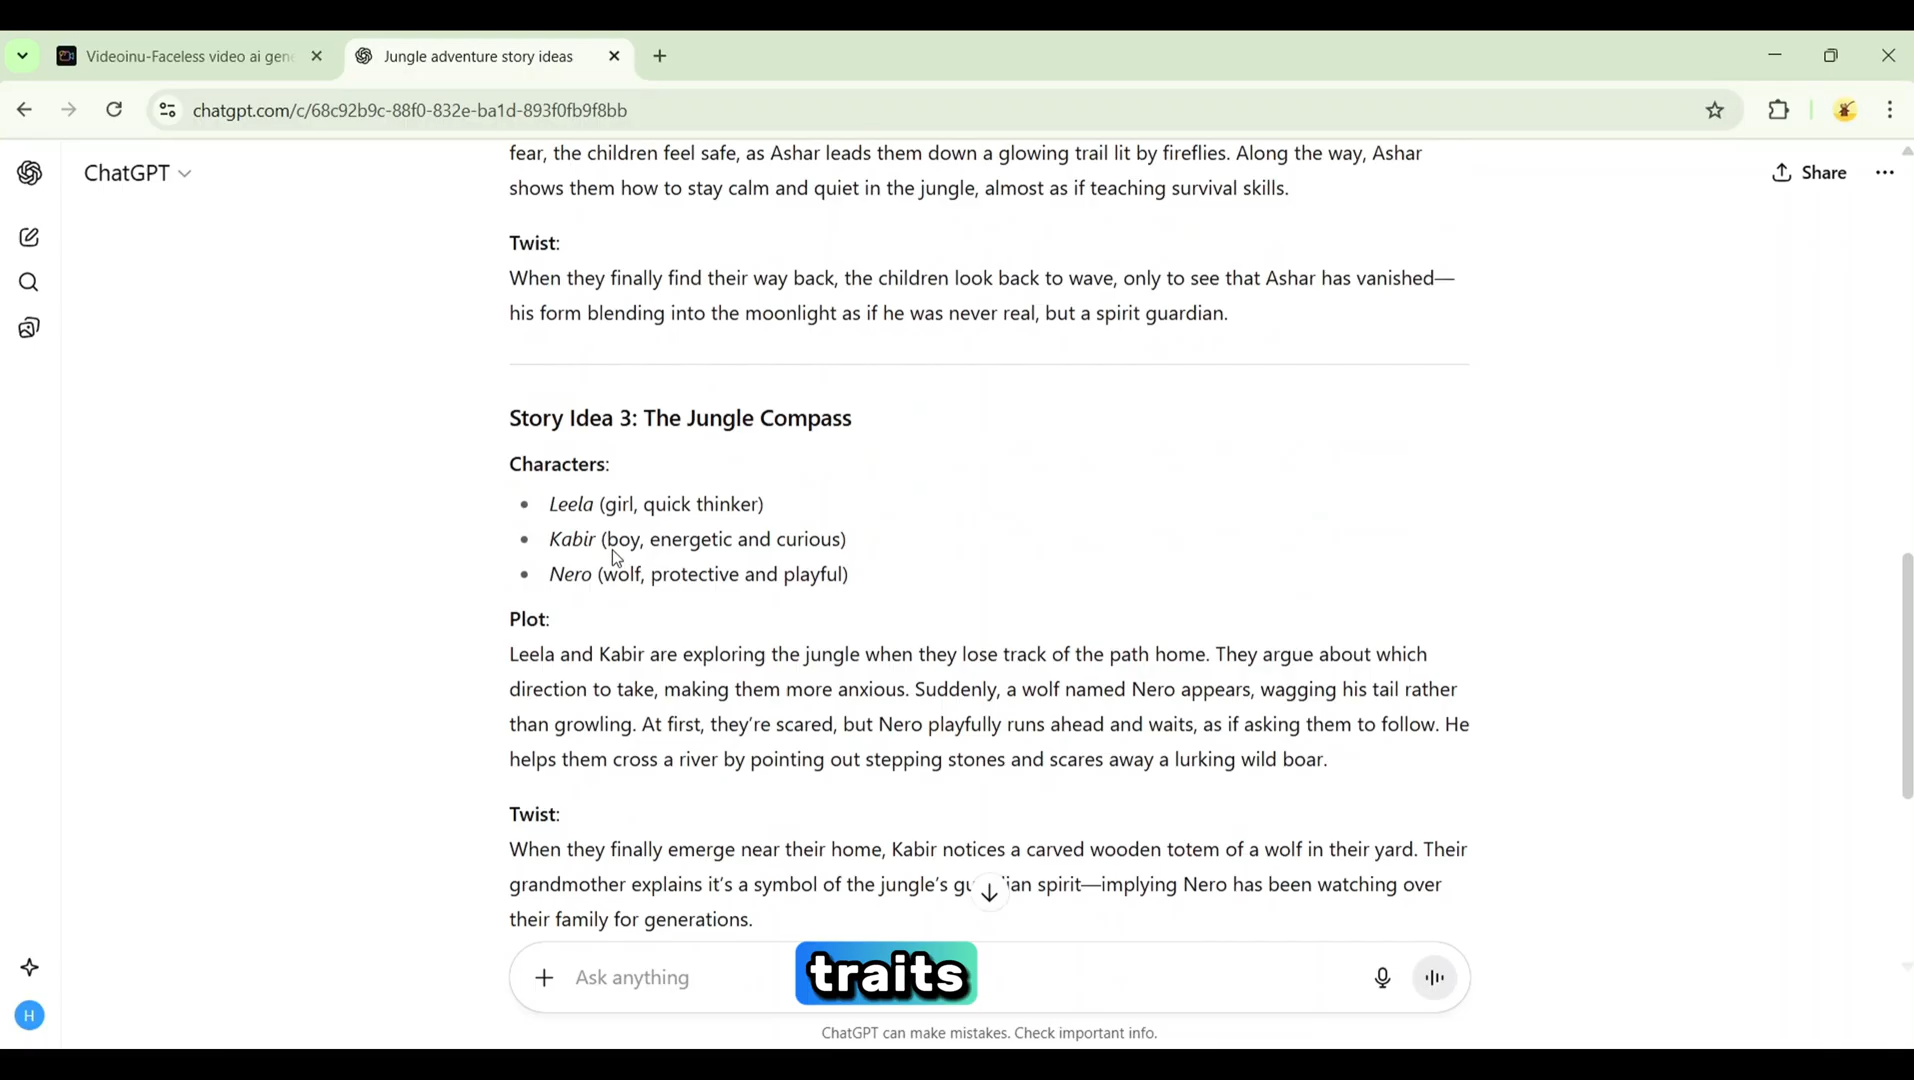 Videoinu-Faceless video ai gen
Jungle adventure story ideas
chatgpt.com/c/68c92b9c-88f0-832e-ba1d-893f0fb9f8bb
ChatGPT
Share
fear, the children feel safe, as Ashar leads them down a glowing trail lit by fireflies. Along the way, Ashar
shows them how to stay calm and quiet in the jungle, almost as if teaching survival skills.
Twist:
When they finally find their way back, the children look back to wave, only to see that Ashar has vanished—
his form blending into the moonlight as if he was never real, but a spirit guardian.
Story Idea 3: The Jungle Compass
Characters:
• Leela (girl, quick thinker)
• Kabir (boy, energetic and curious)
• Nero (wolf, protective and playful)
Plot:
Leela and Kabir are exploring the jungle when they lose track of the path home. They argue about which
direction to take, making them more anxious. Suddenly, a wolf named Nero appears, wagging his tail rather
than growling. At first, they're scared, but Nero playfully runs ahead and waits, as if asking them to follow. He
helps them cross a river by pointing out stepping stones and scares away a lurking wild boar.
Twist:
When they finally emerge near their home, Kabir notices a carved wooden totem of a wolf in their yard. Their
grandmother explains it's a symbol of the jungle's guardian spirit—implying Nero has been watching over
their family for generations.
Ask anything
traits
H
ChatGPT can make mistakes. Check important info.